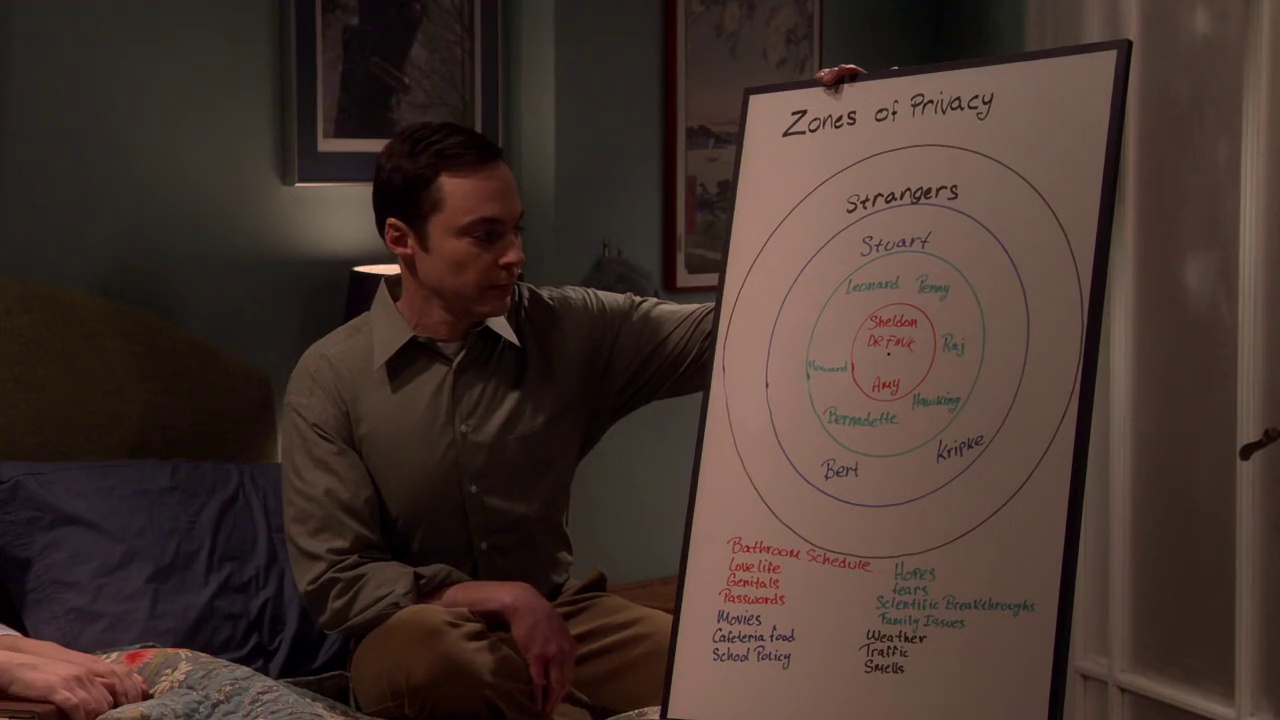 Zones of Privacy
Strangers
Stuart
Leonard Penny
Sheldon
DR. Fink
Raj
Howard
Amy
Hawking
Bernadette
Kripke
Bert
Bathroom Schedule
Love life
Genitals
Passwords
Movies
Cafeteria food
School Policy
Hopes
fears
Scientific Breakthroughs
Family Issues
Weather
Traffic
Smells